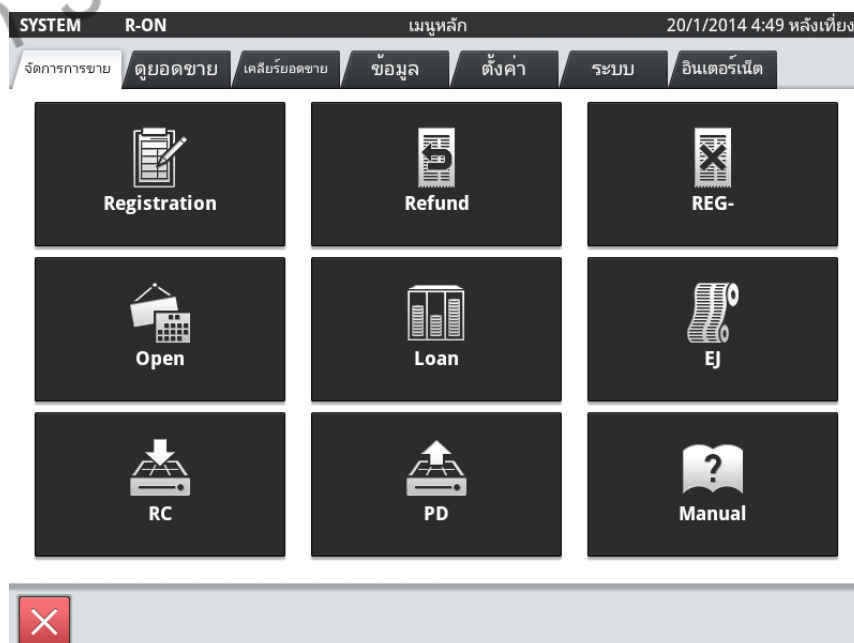 SYSTEM R-ON เมนูหลัก 20/1/2014 4:49 หลังเที่ยง
จัดการการขาย ดูยอดขาย เคลียร์ยอดขาย ข้อมูล ตั้งค่า ระบบ อินเตอร์เน็ต
Registration Refund REG-
Open Loan EJ
RC PD Manual